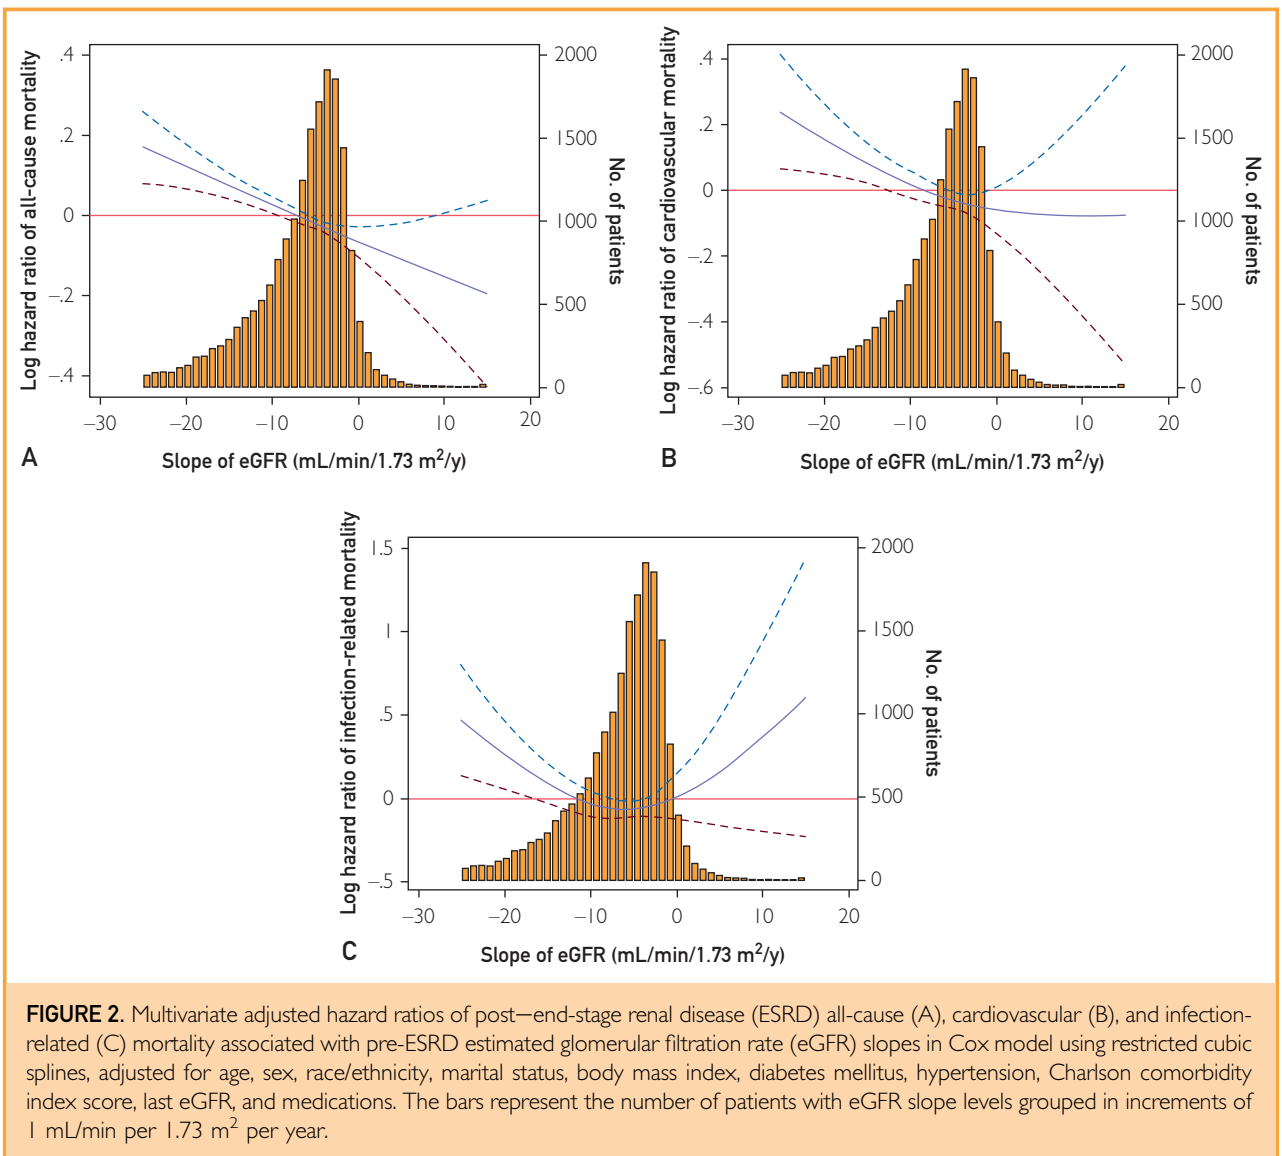 Log hazard ratio of all-cause mortality
.4
.2
0
–.2
–.4
2000
1500
1000
500
0
No. of patients
–30
–20
–10
0
10
20
A
Slope of eGFR (mL/min/1.73 m²/y)
Log hazard ratio of cardiovascular mortality
.4
.2
0
–.2
–.4
–.6
2000
1500
1000
500
0
No. of patients
–30
–20
–10
0
10
20
B
Slope of eGFR (mL/min/1.73 m²/y)
Log hazard ratio of infection-related mortality
1.5
1
.5
0
–.5
2000
1500
1000
500
0
No. of patients
–30
–20
–10
0
10
20
C
Slope of eGFR (mL/min/1.73 m²/y)
FIGURE 2. Multivariate adjusted hazard ratios of post–end-stage renal disease (ESRD) all-cause (A), cardiovascular (B), and infection-
related (C) mortality associated with pre-ESRD estimated glomerular filtration rate (eGFR) slopes in Cox model using restricted cubic
splines, adjusted for age, sex, race/ethnicity, marital status, body mass index, diabetes mellitus, hypertension, Charlson comorbidity
index score, last eGFR, and medications. The bars represent the number of patients with eGFR slope levels grouped in increments of
1 mL/min per 1.73 m² per year.